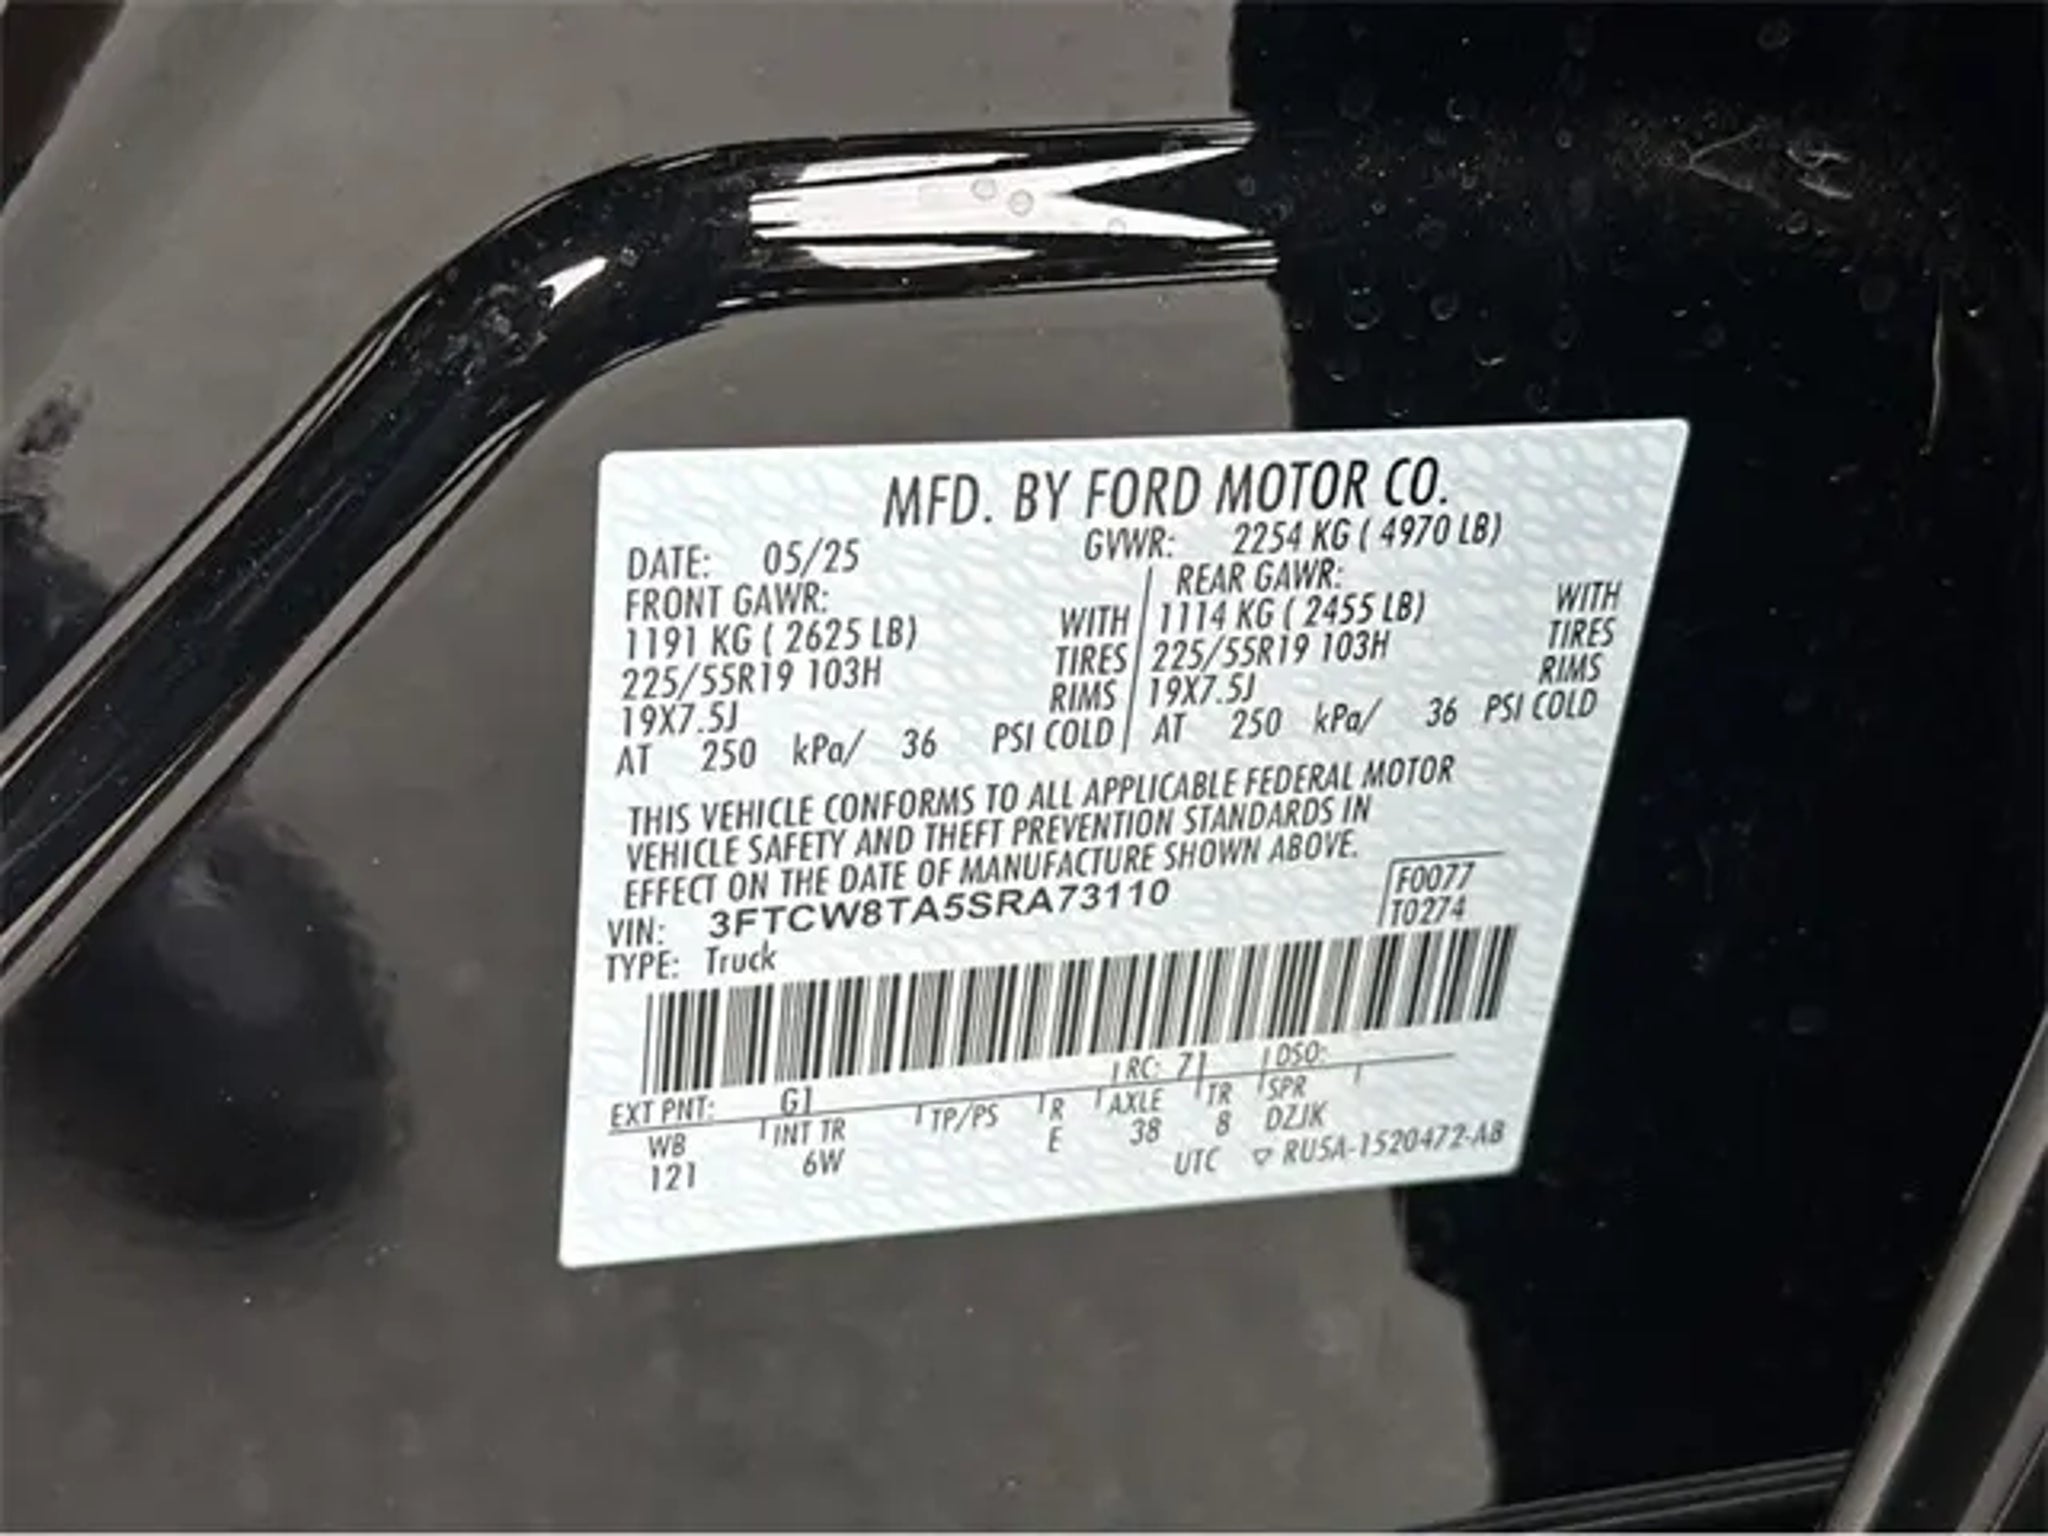 MFD. BY FORD MOTOR CO.
DATE: 05/25 GVWR: 2254 KG ( 4970 LB)
FRONT GAWR: REAR GAWR:
1191 KG ( 2625 LB) WITH 1114 KG ( 2455 LB) WITH
225/55R19 103H TIRES 225/55R19 103H TIRES
19X7.5J RIMS 19X7.5J RIMS
AT 250 kPa/ 36 PSI COLD AT 250 kPa/ 36 PSI COLD
THIS VEHICLE CONFORMS TO ALL APPLICABLE FEDERAL MOTOR
VEHICLE SAFETY AND THEFT PREVENTION STANDARDS IN
EFFECT ON THE DATE OF MANUFACTURE SHOWN ABOVE.
VIN: 3FTCW8TA5SRA73110 F0077
TYPE: Truck T0274
EXT PNT: G1 RC: 71 DSO:
WB INT TR TP/PS R AXLE TR SPR
121 6W E 38 8 DZJK
UTC RU5A-1520472-AB